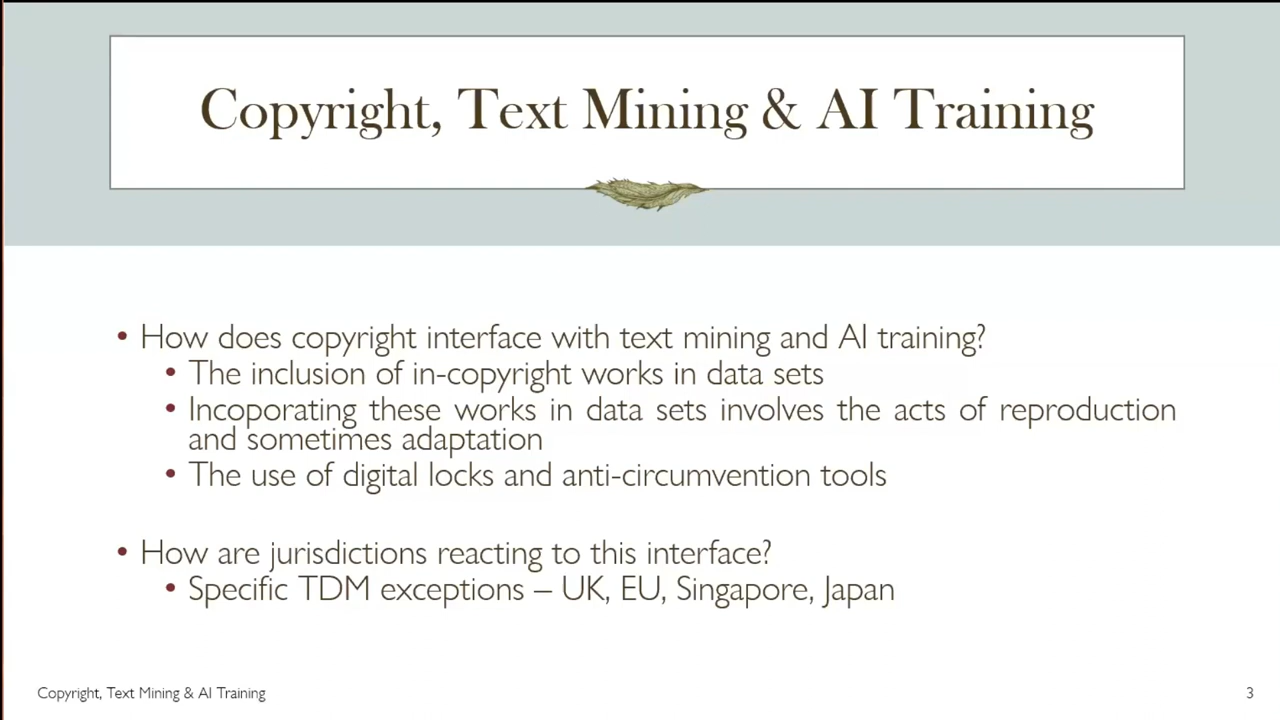 Copyright, Text Mining & AI Training
• How does copyright interface with text mining and AI training?
• The inclusion of in-copyright works in data sets
• Incoporating these works in data sets involves the acts of reproduction
and sometimes adaptation
• The use of digital locks and anti-circumvention tools
• How are jurisdictions reacting to this interface?
• Specific TDM exceptions – UK, EU, Singapore, Japan
Copyright, Text Mining & AI Training
3